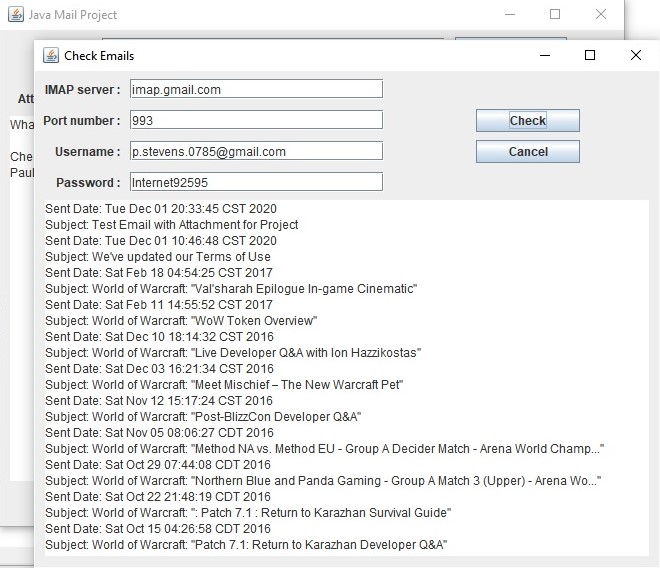 Java Mail Project
Check Emails
IMAP server : imap.gmail.com
Att
Port number : 993
Check
Wha
Username : p.stevens.0785@gmail.com
Cancel
Che
Paul
Password : Internet92595
Sent Date: Tue Dec 01 20:33:45 CST 2020
Subject: Test Email with Attachment for Project
Sent Date: Tue Dec 01 10:46:48 CST 2020
Subject: We've updated our Terms of Use
Sent Date: Sat Feb 18 04:54:25 CST 2017
Subject: World of Warcraft: "Val'sharah Epilogue In-game Cinematic"
Sent Date: Sat Feb 11 14:55:52 CST 2017
Subject: World of Warcraft: "WoW Token Overview"
Sent Date: Sat Dec 10 18:14:32 CST 2016
Subject: World of Warcraft: "Live Developer Q&A with Ion Hazzikostas"
Sent Date: Sat Dec 03 16:21:34 CST 2016
Subject: World of Warcraft: "Meet Mischief – The New Warcraft Pet"
Sent Date: Sat Nov 12 15:17:24 CST 2016
Subject: World of Warcraft: "Post-BlizzCon Developer Q&A"
Sent Date: Sat Nov 05 08:06:27 CDT 2016
Subject: World of Warcraft: "Method NA vs. Method EU - Group A Decider Match - Arena World Champ..."
Sent Date: Sat Oct 29 07:44:08 CDT 2016
Subject: World of Warcraft: "Northern Blue and Panda Gaming - Group A Match 3 (Upper) - Arena Wo..."
Sent Date: Sat Oct 22 21:48:19 CDT 2016
Subject: World of Warcraft: ": Patch 7.1 : Return to Karazhan Survival Guide"
Sent Date: Sat Oct 15 04:26:58 CDT 2016
Subject: World of Warcraft: "Patch 7.1: Return to Karazhan Developer Q&A"